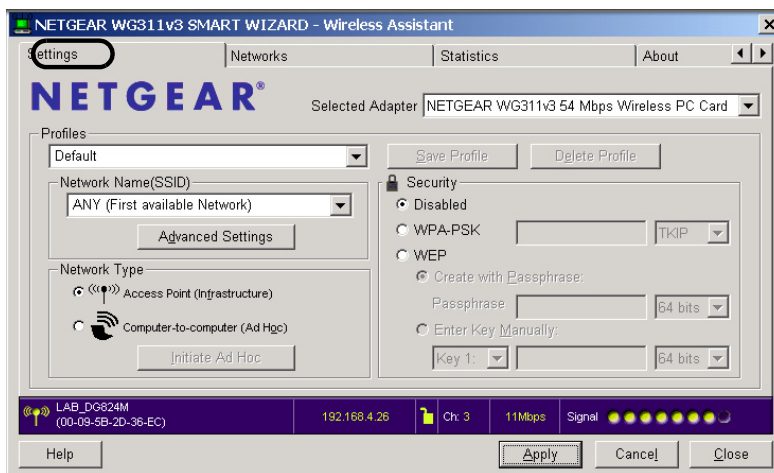 NETGEAR WG311v3 SMART WIZARD - Wireless Assistant
Settings Networks Statistics About
NETGEAR®
Selected Adapter NETGEAR WG311v3 54 Mbps Wireless PC Card
Profiles
Default Save Profile Delete Profile
Network Name(SSID)
ANY (First available Network)
Advanced Settings
Network Type
Access Point (Infrastructure)
Computer-to-computer (Ad Hoc)
Initiate Ad Hoc
Security
Disabled
WPA-PSK TKIP
WEP
Create with Passphrase:
Passphrase 64 bits
Enter Key Manually:
Key 1: 64 bits
LAB_DG824M
(00-09-5B-2D-36-EC)
192.168.4.26 Ch: 3 11Mbps Signal
Help Apply Cancel Close